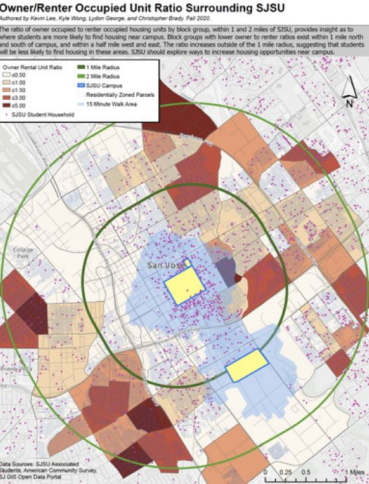 Owner/Renter Occupied Unit Ratio Surrounding SJSU
Authored by Kevin Lee, Kyle Wong, Lydon George, and Christopher Brady. Fall 2020.
The ratio of owner occupied to renter occupied housing units by block group, within 1 and 2 miles of SJSU, provides insight as to
where students are more likely to find housing near campus. Block groups with lower owner to renter ratios exist within 1 mile north
and south of campus, and within a half mile west and east. The ratio increases outside of the 1 mile radius, suggesting that students
will be less likely to find housing in these areas. SJSU should explore ways to increase housing opportunities near campus.
Owner Rental Unit Ratio
≤0.50
≤1.00
≤1.50
≤3.00
≤5.00
SJSU Student Household
1 Mile Radius
2 Mile Radius
SJSU Campus
Residentially Zoned Parcels
15 Minute Walk Area
N
College
Park
San Jos
Data Sources: SJSU Associated
Students, American Community Survey,
SJ GIS Open Data Portal
0 0.25 0.5 1 Miles